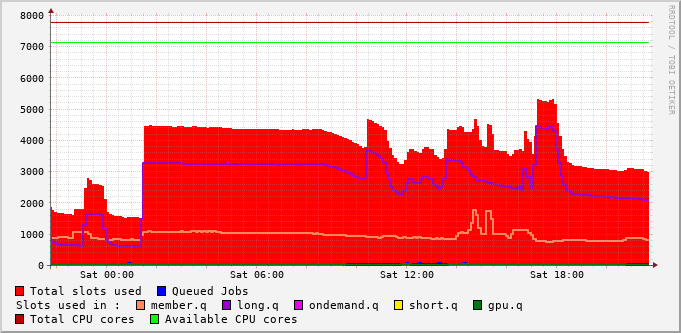 8000
7000
6000
5000
4000
3000
2000
1000
0
Sat 00:00 Sat 06:00 Sat 12:00 Sat 18:00
RRDTOOL / TOBI OETIKER
Total slots used Queued Jobs
Slots used in : member.q long.q ondemand.q short.q gpu.q
Total CPU cores Available CPU cores